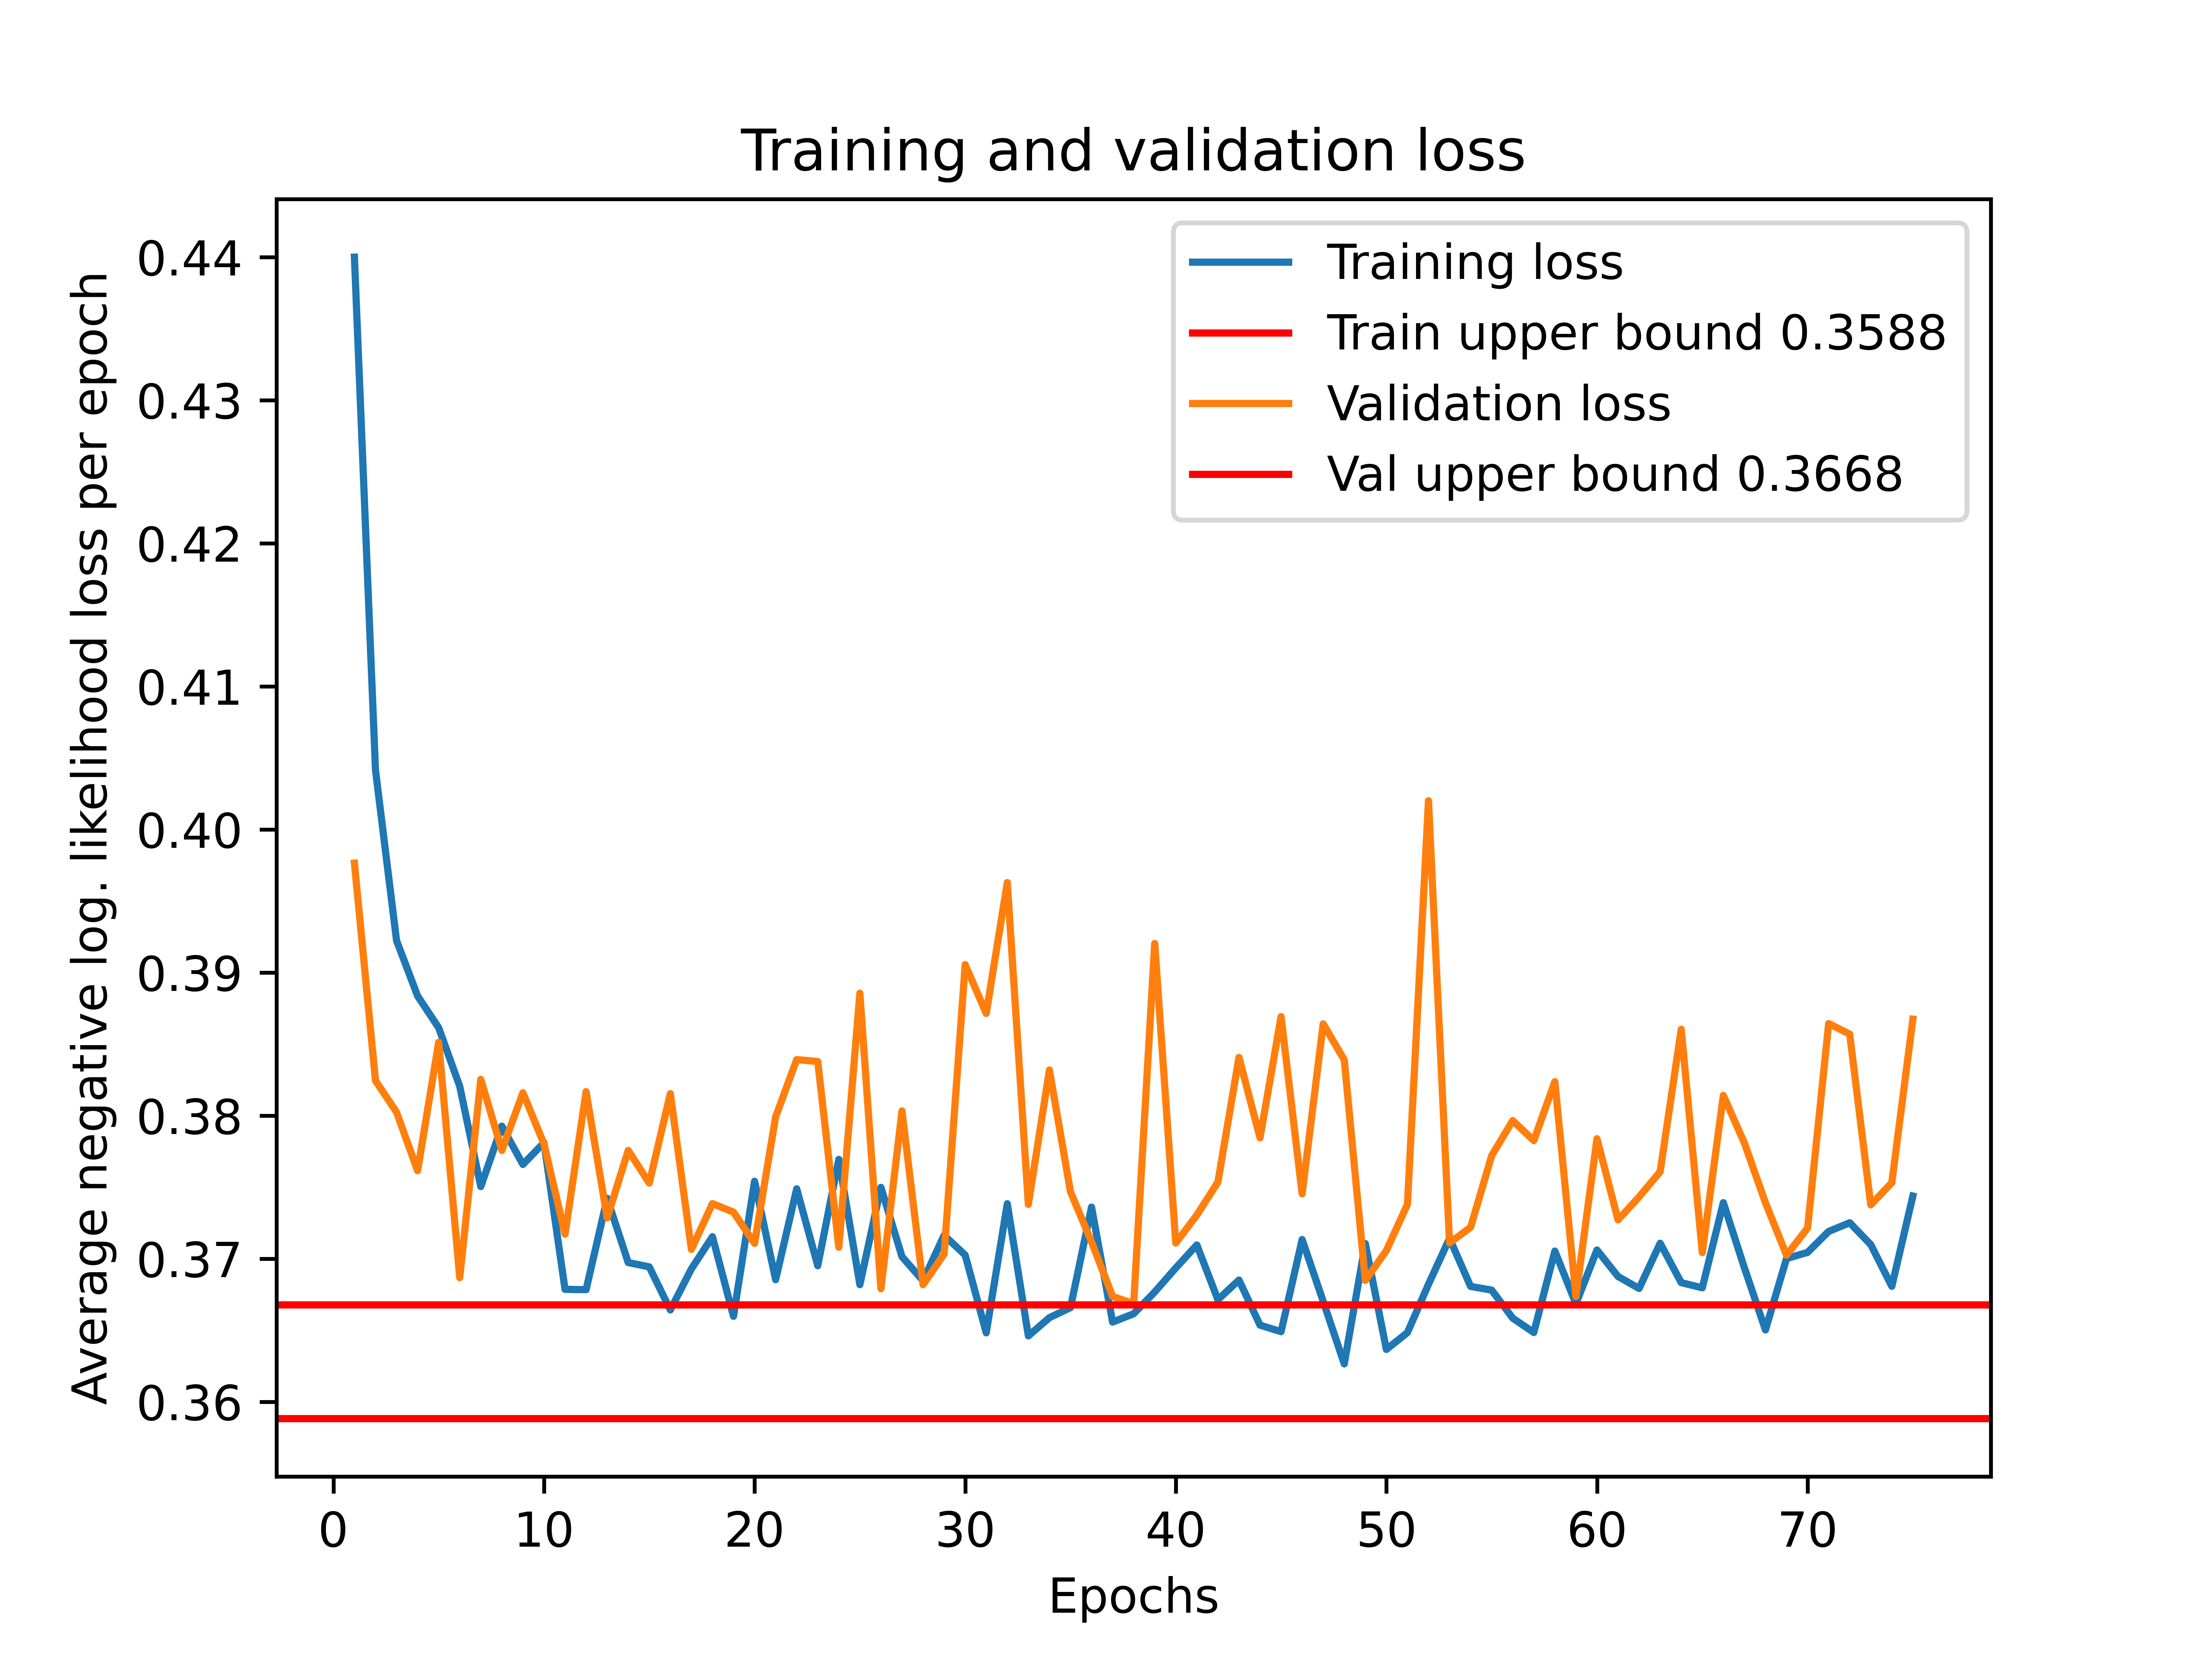 Training and validation loss
Training loss
Train upper bound 0.3588
Validation loss
Val upper bound 0.3668
Average negative log. likelihood loss per epoch
0.44
0.43
0.42
0.41
0.40
0.39
0.38
0.37
0.36
0 10 20 30 40 50 60 70
Epochs